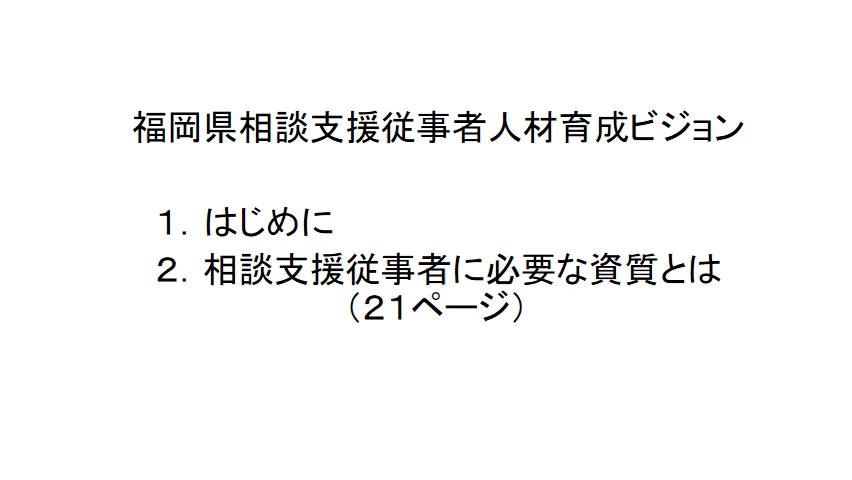 福岡県相談支援従事者人材育成ビジョン
１．はじめに
２．相談支援従事者に必要な資質とは
（２１ページ）